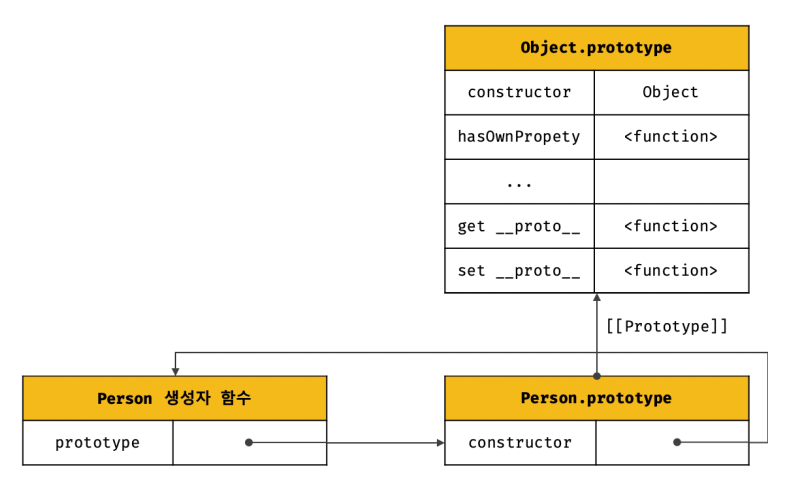 Object.prototype
constructor Object
hasOwnPropety <function>
...
get __proto__ <function>
set __proto__ <function>
[[Prototype]]
Person 생성자 함수
prototype
Person.prototype
constructor